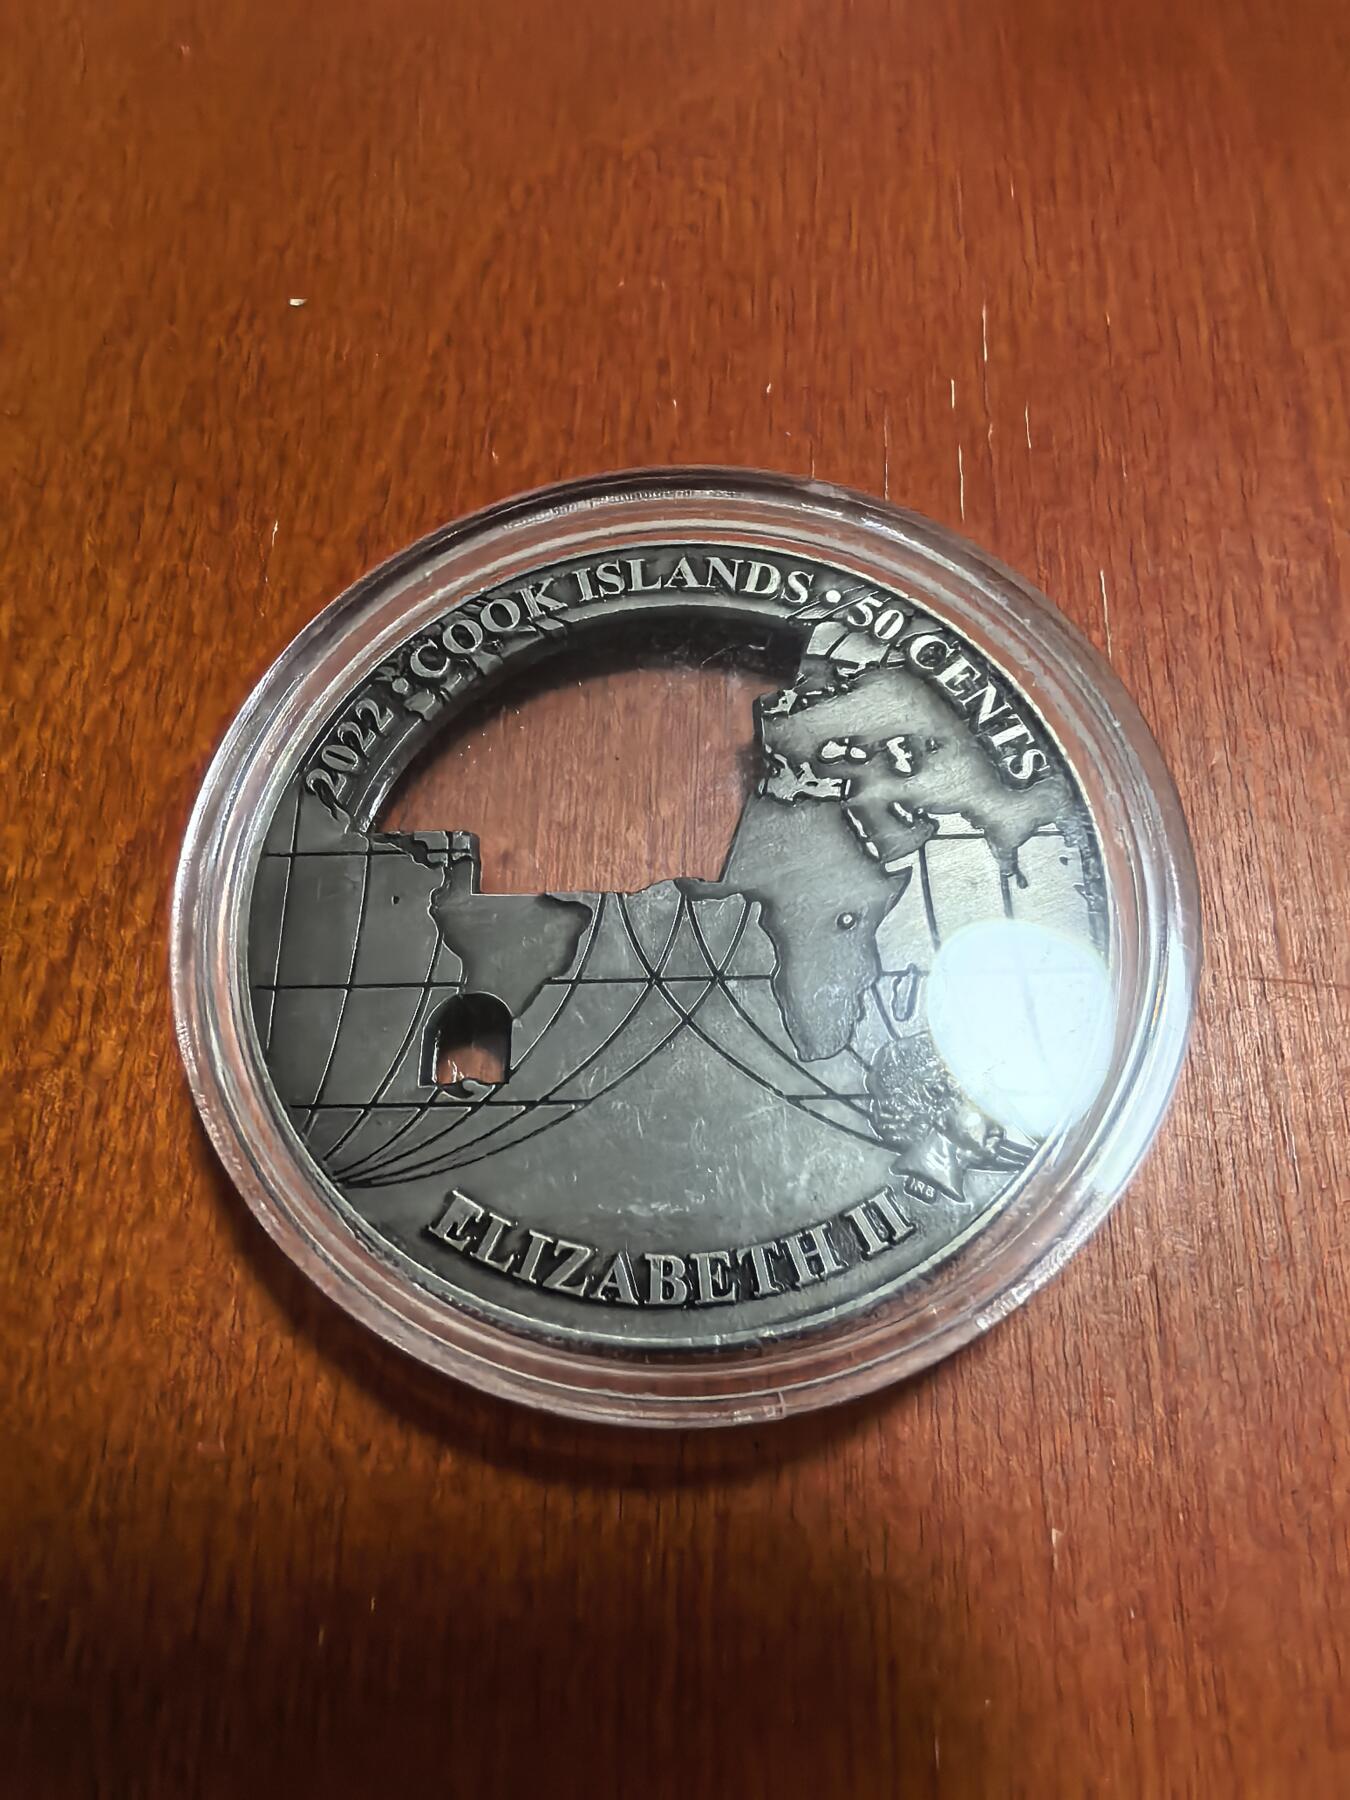 2022 • COOK ISLANDS • 50 CENTS
IRB
ELIZABETH II